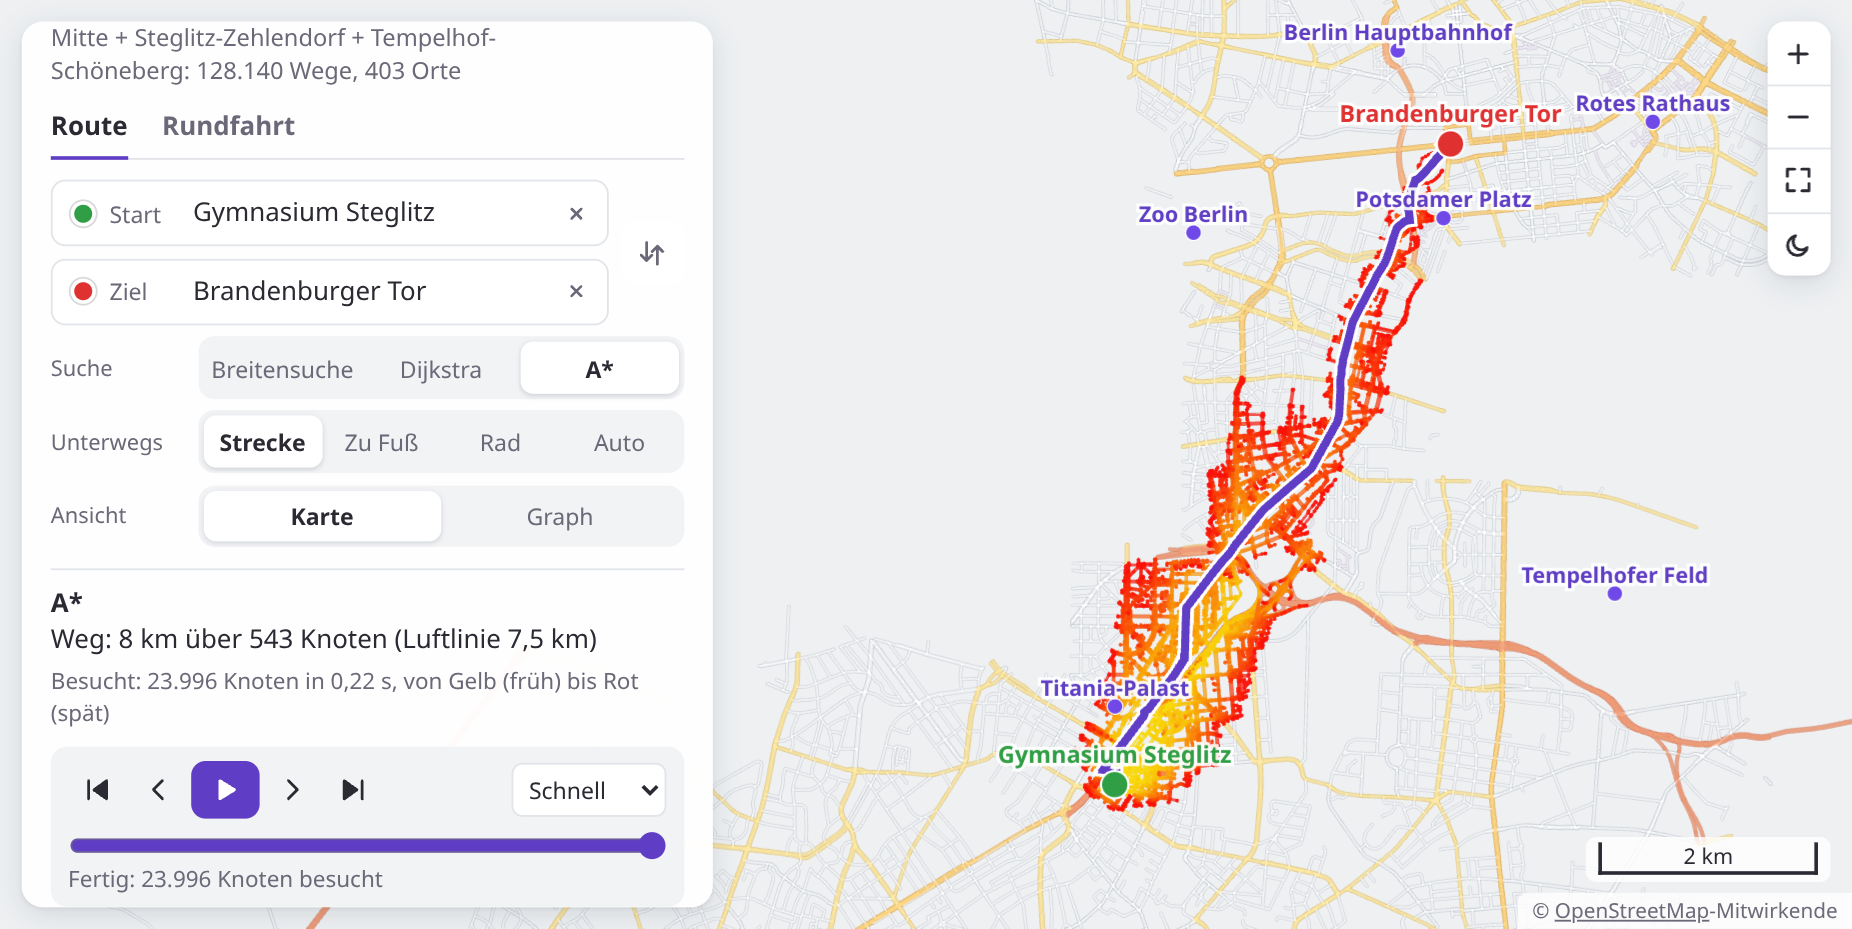 Mitte + Steglitz-Zehlendorf + Tempelhof-
Schöneberg: 128.140 Wege, 403 Orte
Route Rundfahrt
Start Gymnasium Steglitz ×
Ziel Brandenburger Tor ×
Suche Breitensuche Dijkstra A*
Unterwegs Strecke Zu Fuß Rad Auto
Ansicht Karte Graph
A*
Weg: 8 km über 543 Knoten (Luftlinie 7,5 km)
Besucht: 23.996 Knoten in 0,22 s, von Gelb (früh) bis Rot
(spät)
Schnell
Fertig: 23.996 Knoten besucht
Berlin Hauptbahnhof
Brandenburger Tor
Rotes Rathaus
Potsdamer Platz
Zoo Berlin
Tempelhofer Feld
Titania-Palast
Gymnasium Steglitz
2 km
© OpenStreetMap-Mitwirkende